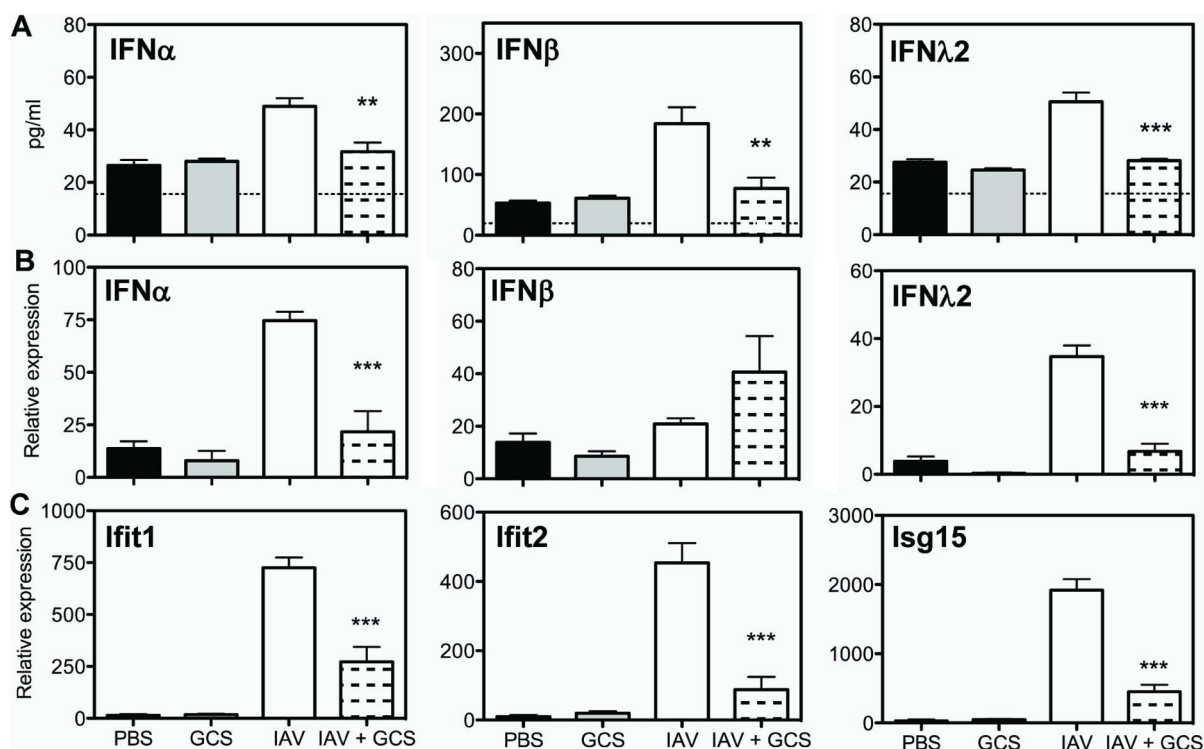 A
IFNα
IFNβ
IFNλ2
pg/ml
80
60
40
20
0
**
300
200
100
0
**
80
60
40
20
0
***
B
IFNα
IFNβ
IFNλ2
Relative expression
100
75
50
25
0
***
80
60
40
20
0
60
40
20
0
***
C
Ifit1
Ifit2
Isg15
Relative expression
1000
750
500
250
0
***
600
400
200
0
***
3000
2000
1000
0
***
PBS GCS IAV IAV + GCS
PBS GCS IAV IAV + GCS
PBS GCS IAV IAV + GCS